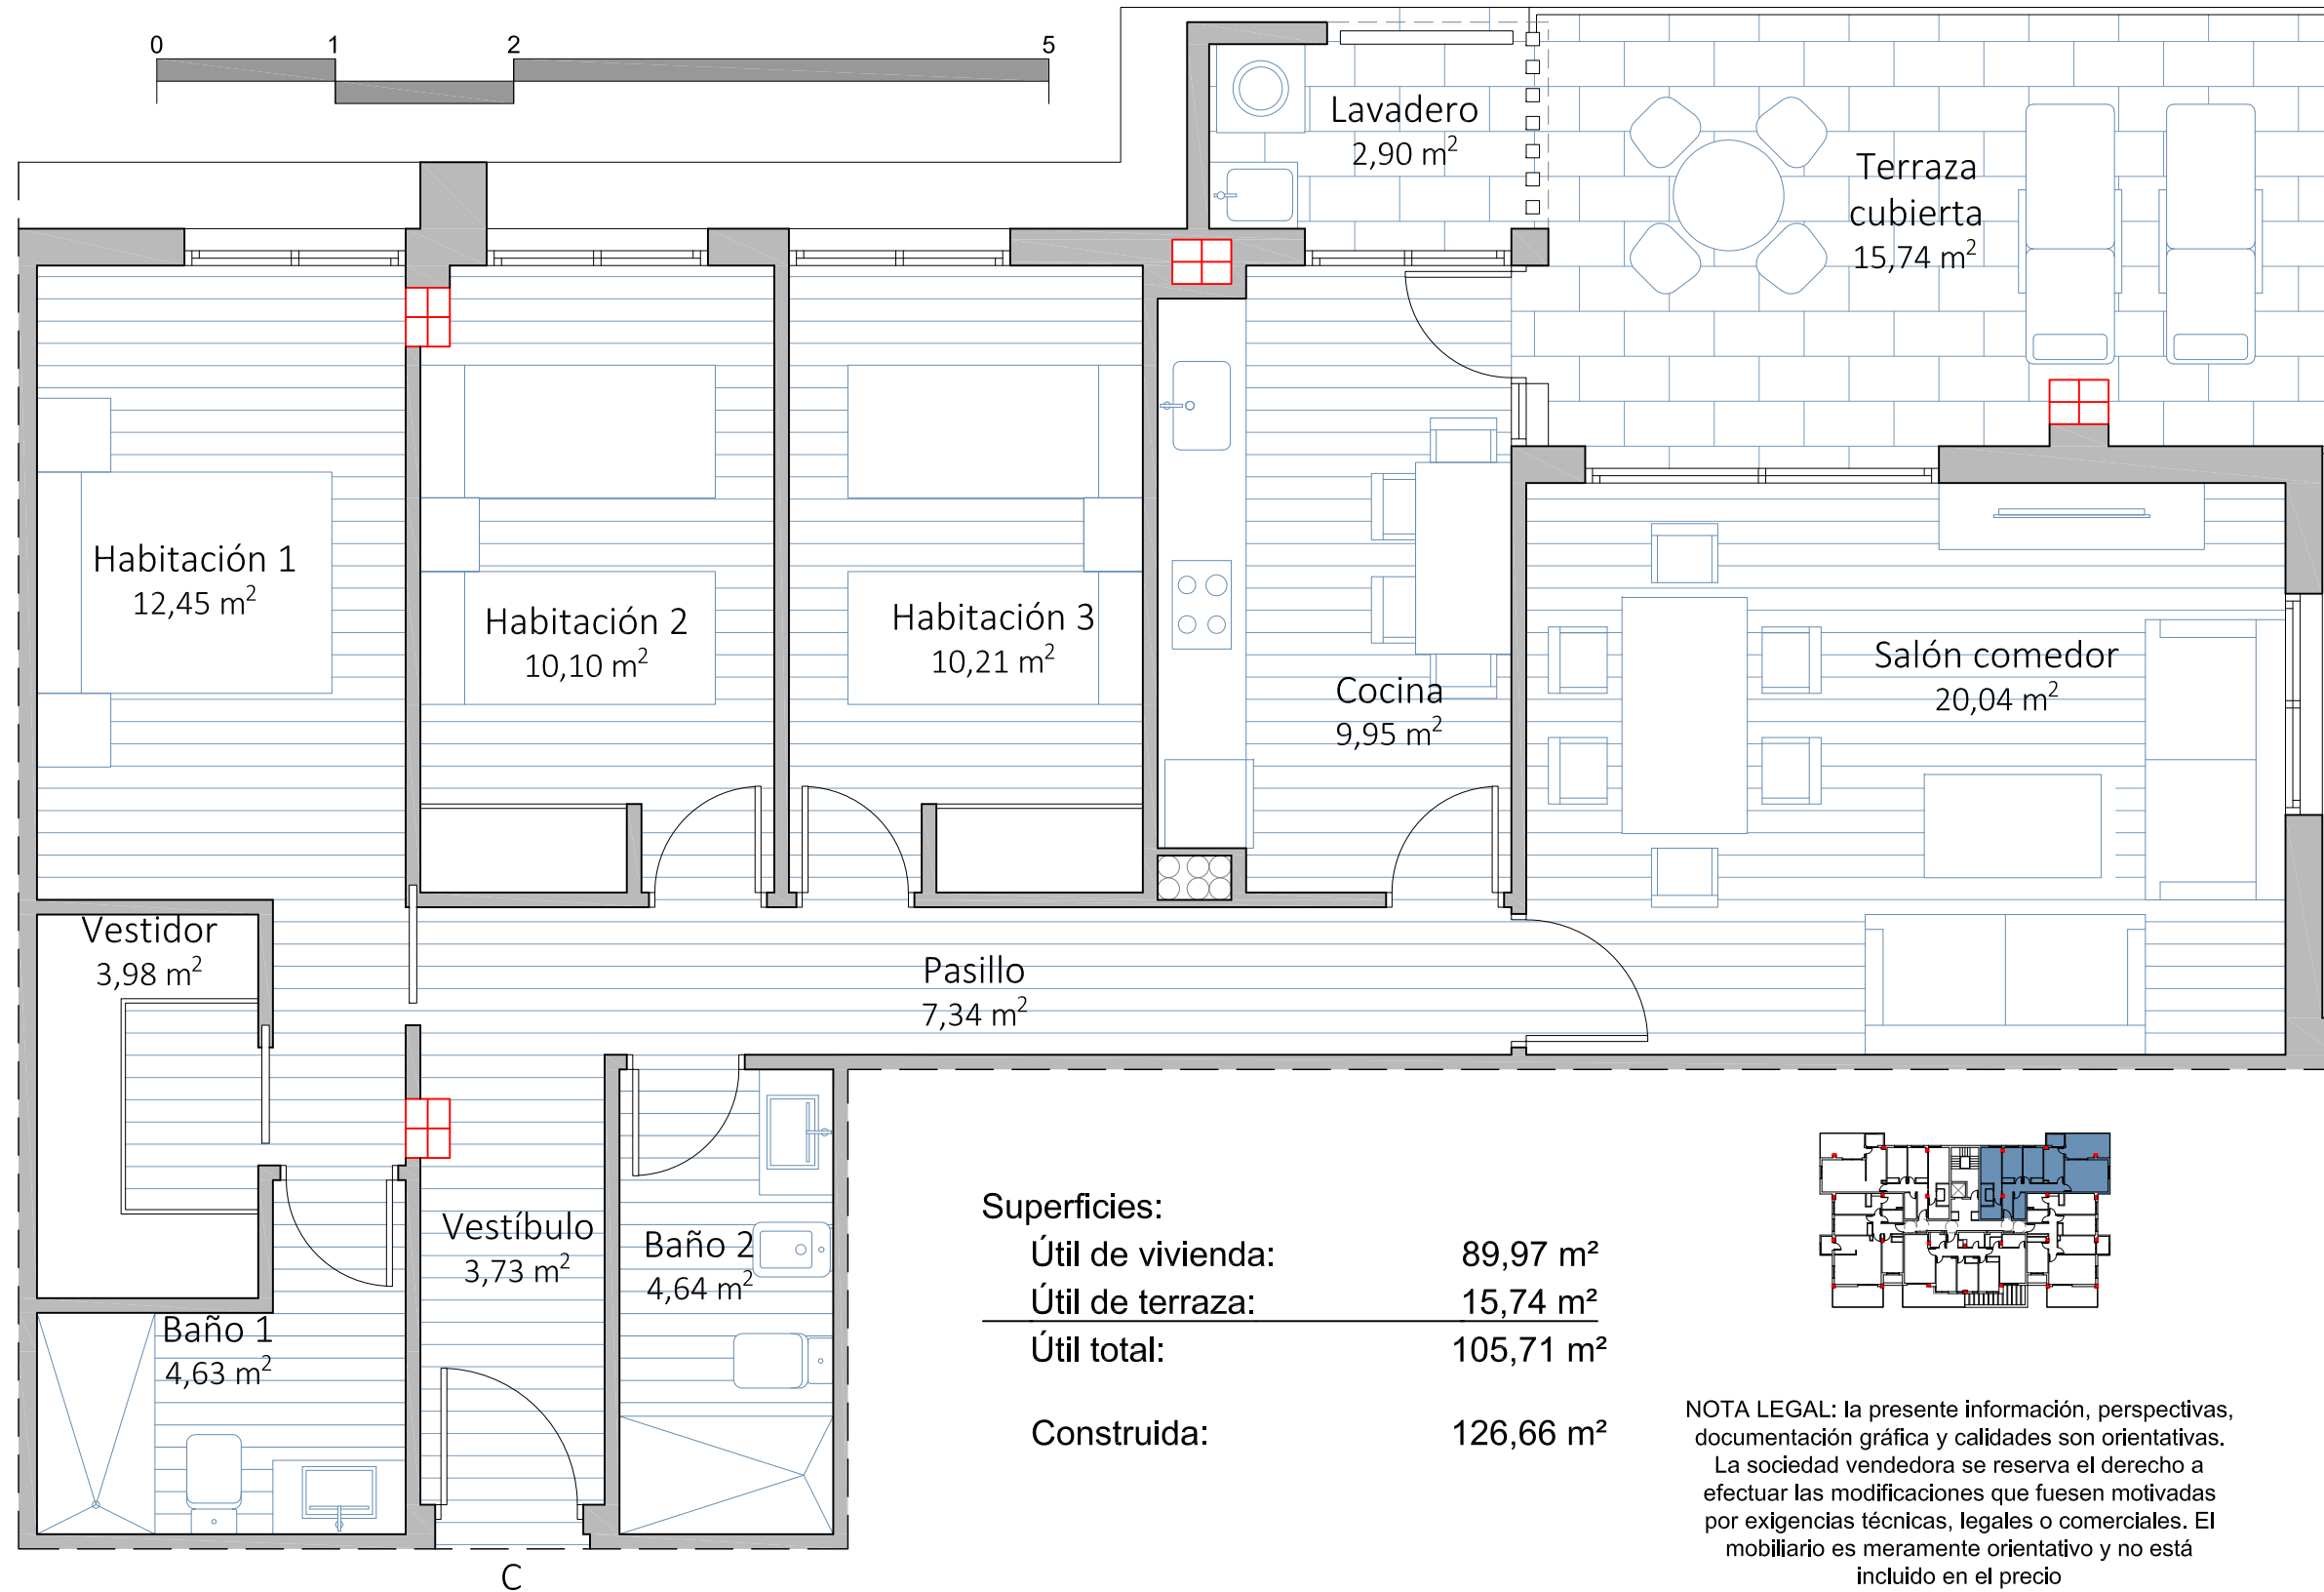 0 1 2 5
Lavadero
2,90 m²
Terraza
cubierta
15,74 m²
Habitación 1
12,45 m²
Habitación 2
10,10 m²
Habitación 3
10,21 m²
Cocina
9,95 m²
Salón comedor
20,04 m²
Vestidor
3,98 m²
Pasillo
7,34 m²
Vestíbulo
3,73 m²
Baño 2
4,64 m²
Baño 1
4,63 m²
C
Superficies:
Útil de vivienda: 89,97 m²
Útil de terraza: 15,74 m²
Útil total: 105,71 m²
Construida: 126,66 m²
NOTA LEGAL: la presente información, perspectivas,
documentación gráfica y calidades son orientativas.
La sociedad vendedora se reserva el derecho a
efectuar las modificaciones que fuesen motivadas
por exigencias técnicas, legales o comerciales. El
mobiliario es meramente orientativo y no está
incluido en el precio